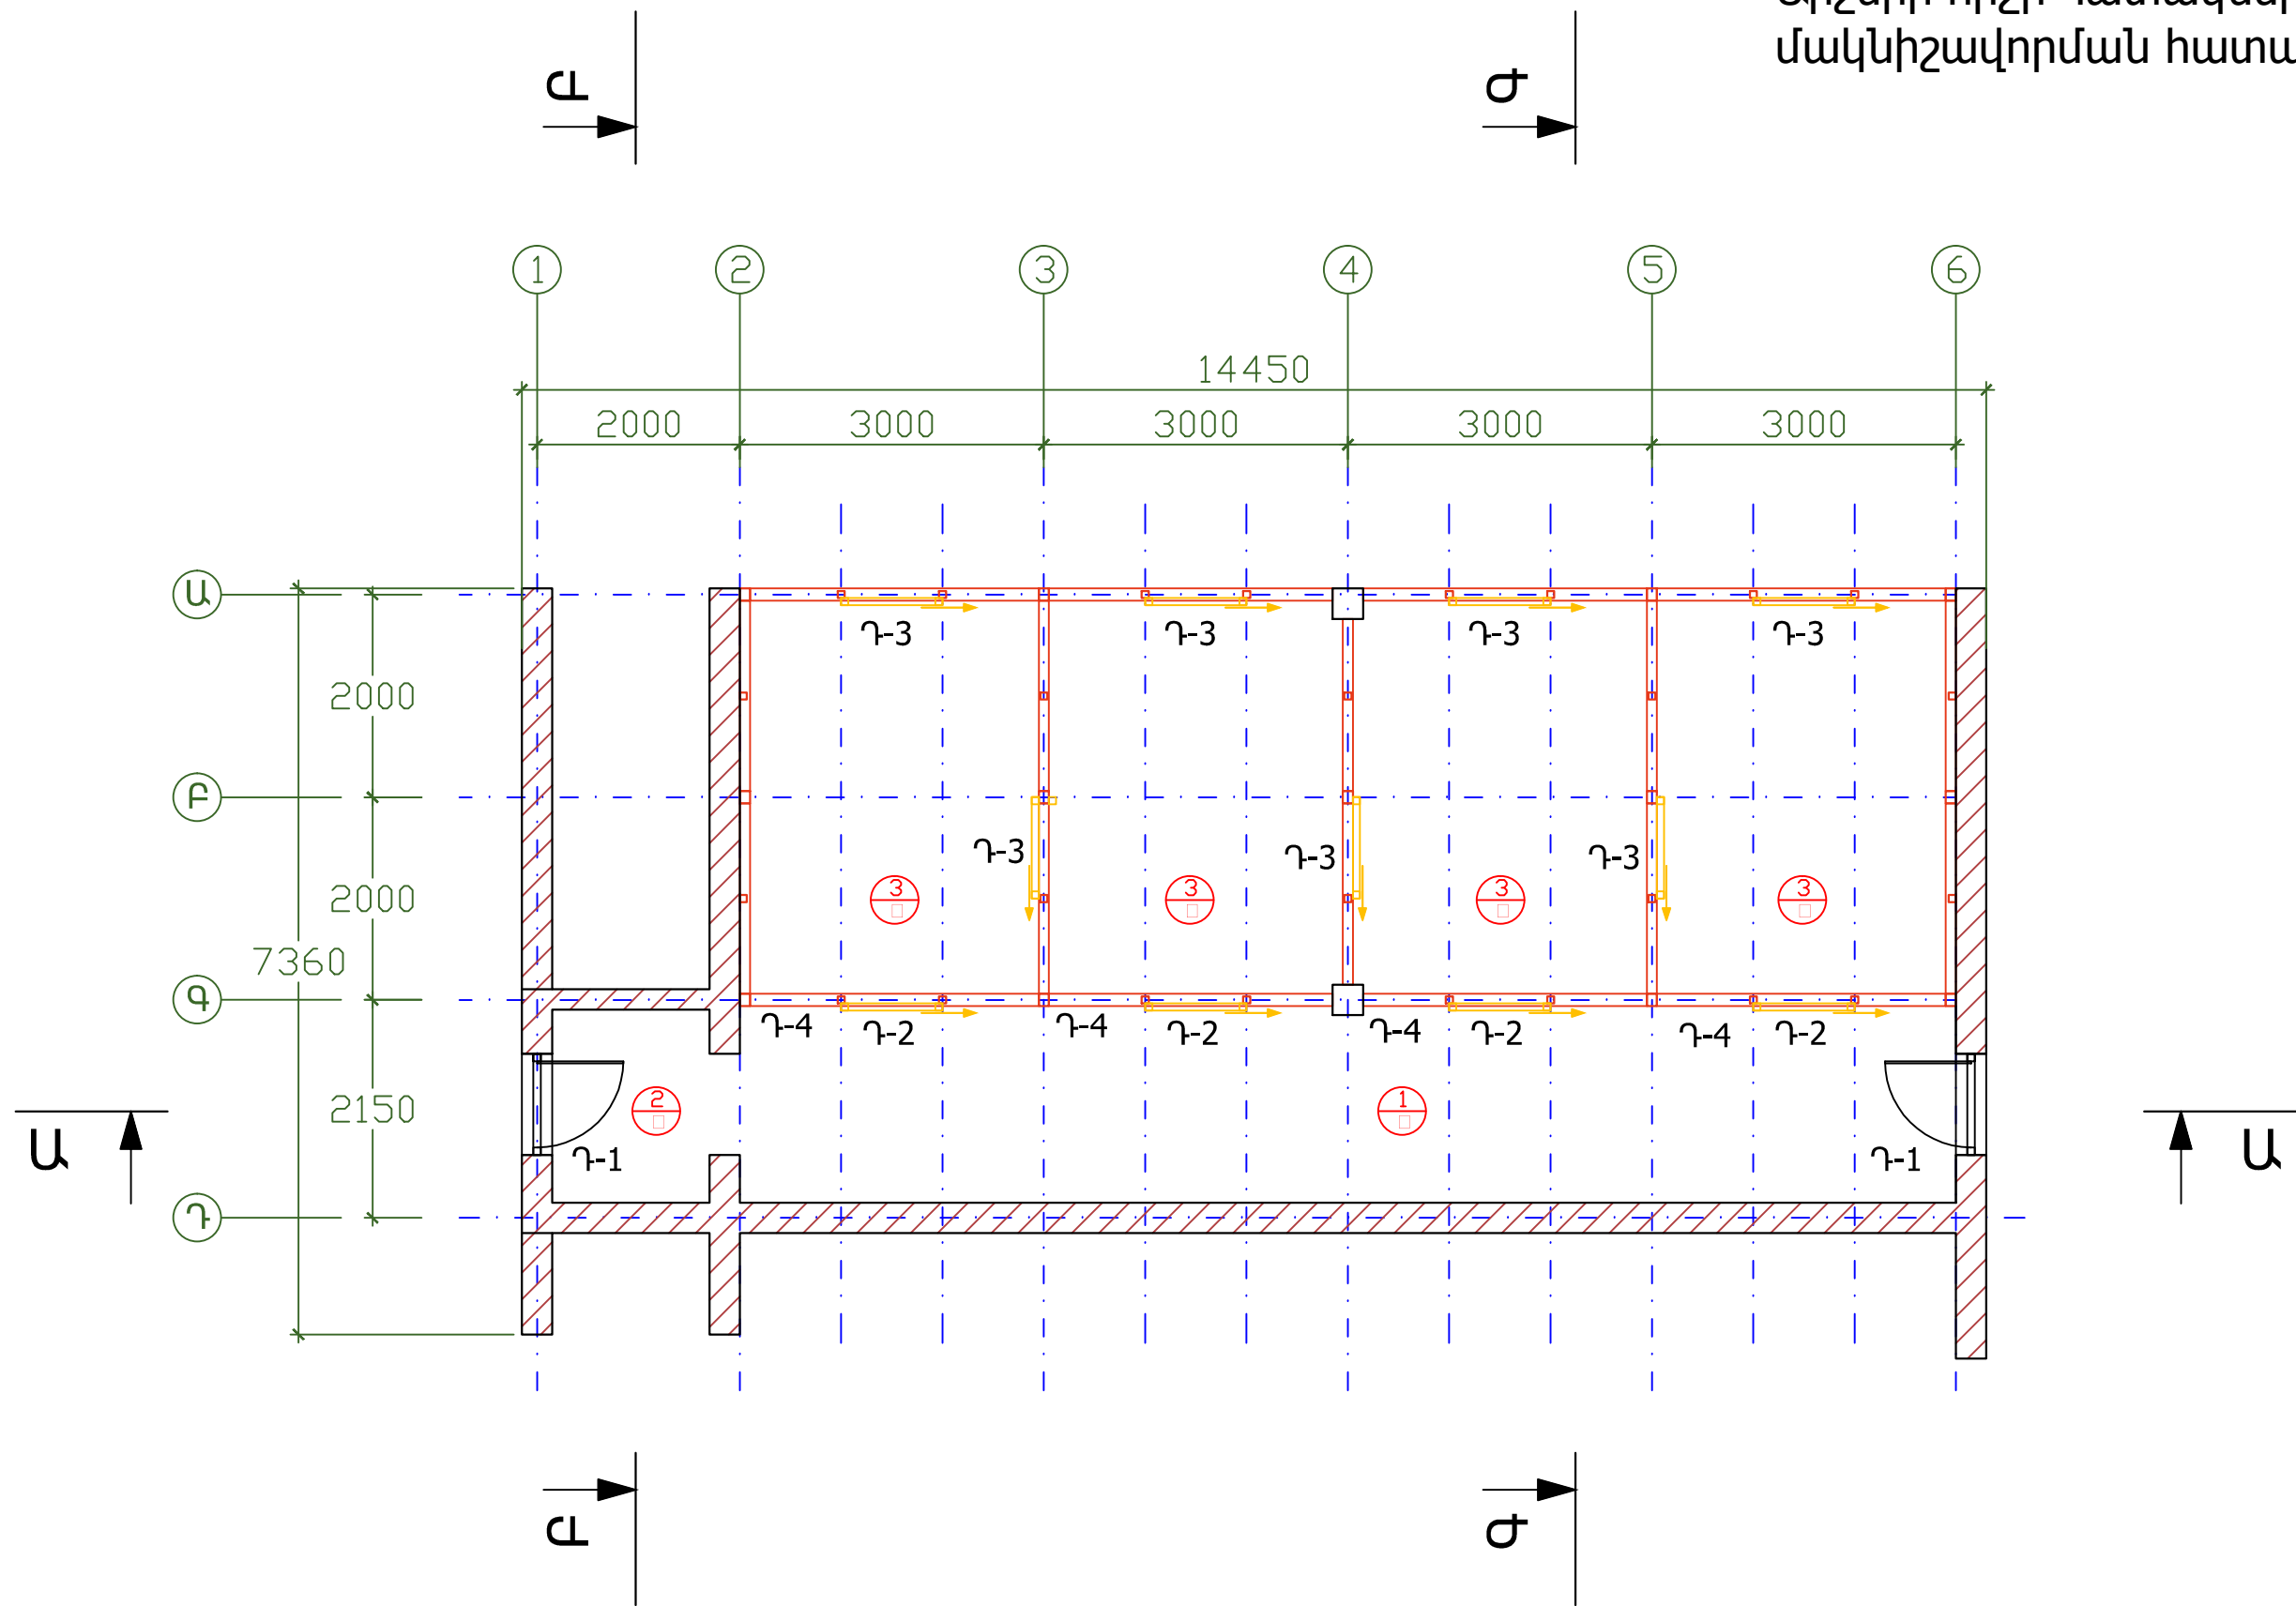 մակնիշավորման
Բ
Գ
1 2 3 4 5 6
14450
2000 3000 3000 3000 3000
Ա
Դ-3 Դ-3 Դ-3 Դ-3
2000
Բ
Դ-3 Դ-3 Դ-3
3 3 3 3
2000
7360
Գ
Դ-4 Դ-2 Դ-4 Դ-2 Դ-4 Դ-2 Դ-4 Դ-2
2150
2 1
Ա Դ-1 Դ-1 Ա
Դ
Բ
Գ